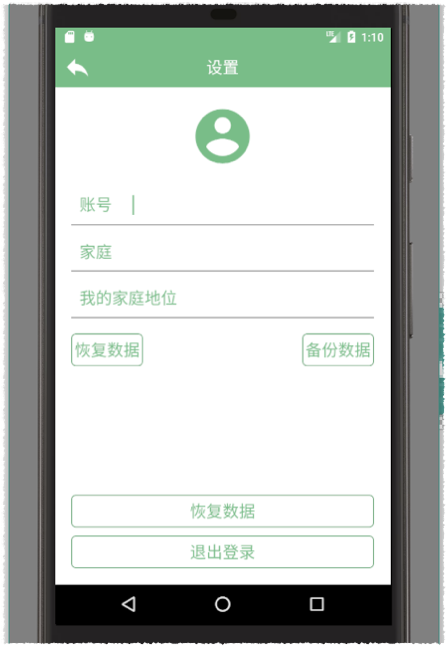 1:10
设置
账号
家庭
我的家庭地位
恢复数据 备份数据
恢复数据
退出登录